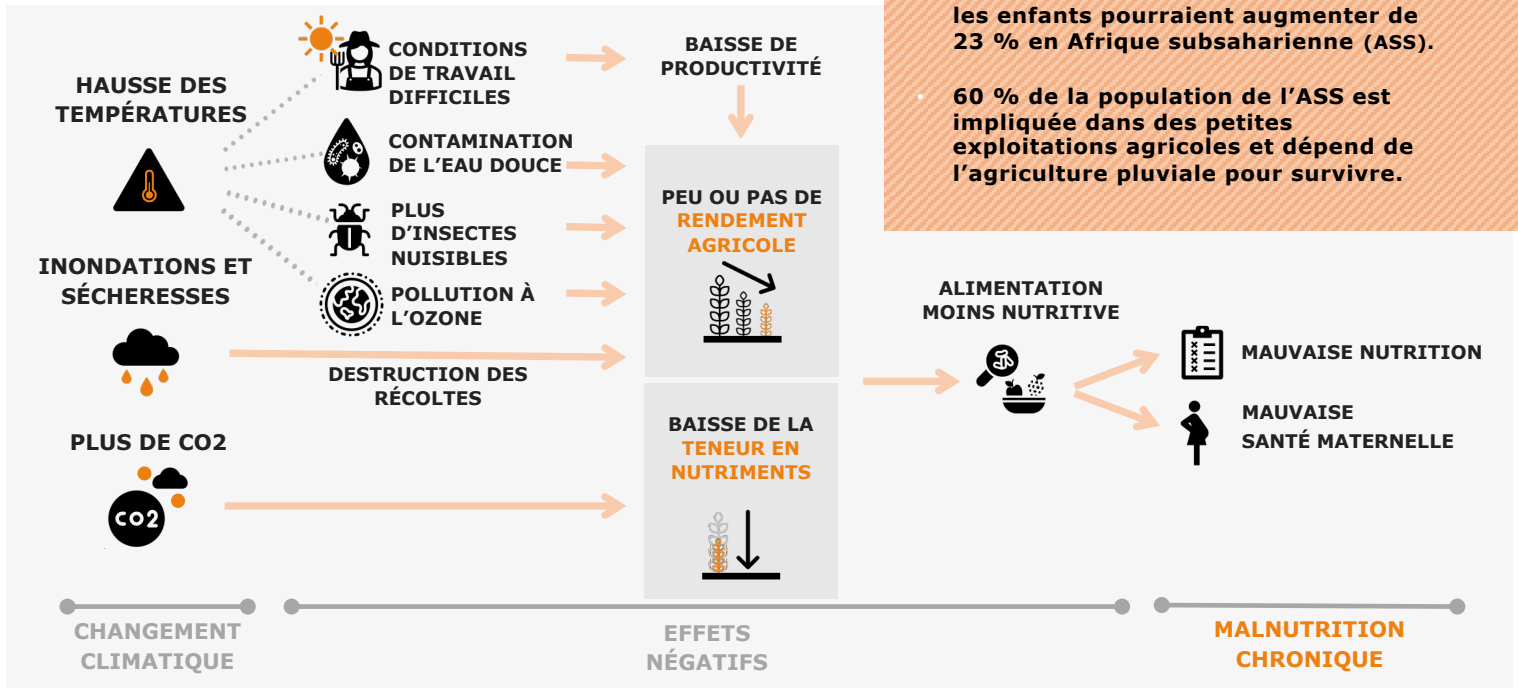 les enfants pourraient augmenter de
23 % en Afrique subsaharienne (ASS).
60 % de la population de l’ASS est
impliquée dans des petites
exploitations agricoles et dépend de
l’agriculture pluviale pour survivre.
HAUSSE DES
TEMPÉRATURES
CONDITIONS
DE TRAVAIL
DIFFICILES
BAISSE DE
PRODUCTIVITÉ
CONTAMINATION
DE L’EAU DOUCE
PLUS
D’INSECTES
NUISIBLES
POLLUTION À
L’OZONE
PEU OU PAS DE
RENDEMENT
AGRICOLE
INONDATIONS ET
SÉCHERESSES
DESTRUCTION DES
RÉCOLTES
ALIMENTATION
MOINS NUTRITIVE
MAUVAISE NUTRITION
MAUVAISE
SANTÉ MATERNELLE
PLUS DE CO2
CO2
BAISSE DE LA
TENEUR EN
NUTRIMENTS
CHANGEMENT
CLIMATIQUE
EFFETS
NÉGATIFS
MALNUTRITION
CHRONIQUE